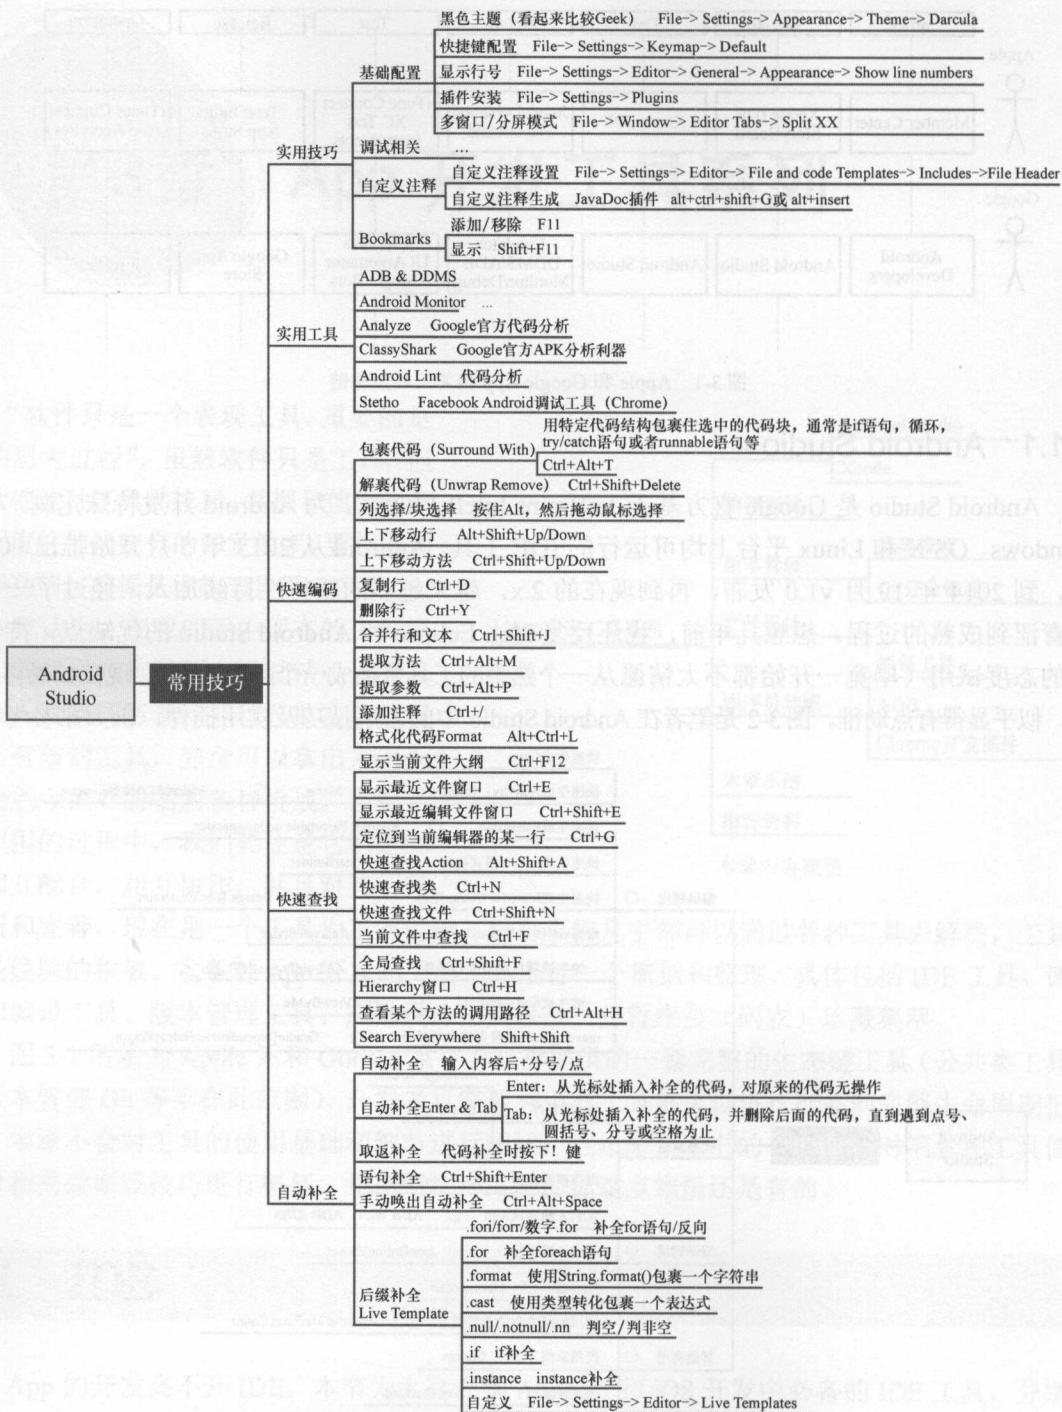 黑色主题（看起来比较Geek） File-> Settings-> Appearance-> Theme-> Darcula
快捷键配置 File-> Settings-> Keymap-> Default
基础配置
显示行号 File-> Settings-> Editor-> General-> Appearance-> Show line numbers
插件安装 File-> Settings-> Plugins
多窗口/分屏模式 File-> Window-> Editor Tabs-> Split XX
实用技巧
调试相关 ...
自定义注释
自定义注释设置 File-> Settings-> Editor-> File and code Templates-> Includes->File Header
自定义注释生成 JavaDoc插件 alt+ctrl+shift+G或 alt+insert
Bookmarks
添加/移除 F11
显示 Shift+F11
实用工具
ADB & DDMS
Android Monitor ...
Analyze Google官方代码分析
ClassyShark Google官方APK分析利器
Android Lint 代码分析
Stetho Facebook Android调试工具（Chrome）
Android
Studio
常用技巧
快速编码
包裹代码（Surround With）
用特定代码结构包裹住选中的代码块，通常是if语句，循环，
try/catch语句或者runnable语句等
Ctrl+Alt+T
解裹代码（Unwrap Remove） Ctrl+Shift+Delete
列选择/块选择 按住Alt，然后拖动鼠标选择
上下移动行 Alt+Shift+Up/Down
上下移动方法 Ctrl+Shift+Up/Down
复制行 Ctrl+D
删除行 Ctrl+Y
合并行和文本 Ctrl+Shift+J
提取方法 Ctrl+Alt+M
提取参数 Ctrl+Alt+P
添加注释 Ctrl+/
格式化代码Format Alt+Ctrl+L
快速查找
显示当前文件大纲 Ctrl+F12
显示最近文件窗口 Ctrl+E
显示最近编辑文件窗口 Ctrl+Shift+E
定位到当前编辑器的某一行 Ctrl+G
快速查找Action Alt+Shift+A
快速查找类 Ctrl+N
快速查找文件 Ctrl+Shift+N
当前文件中查找 Ctrl+F
全局查找 Ctrl+Shift+F
Hierarchy窗口 Ctrl+H
查看某个方法的调用路径 Ctrl+Alt+H
Search Everywhere Shift+Shift
自动补全
自动补全 输入内容后+分号/点
自动补全Enter & Tab
Enter：从光标处插入补全的代码，对原来的代码无操作
Tab：从光标处插入补全的代码，并删除后面的代码，直到遇到点号、
圆括号、分号或空格为止
取返补全 代码补全时按下！键
语句补全 Ctrl+Shift+Enter
手动唤出自动补全 Ctrl+Alt+Space
后缀补全
Live Template
.fori/forr/数字.for 补全for语句/反向
.for 补全foreach语句
.format 使用String.format()包裹一个字符串
.cast 使用类型转化包裹一个表达式
.null/.notnull/.nn 判空/判非空
.if if补全
.instance instance补全
自定义 File-> Settings-> Editor-> Live Templates